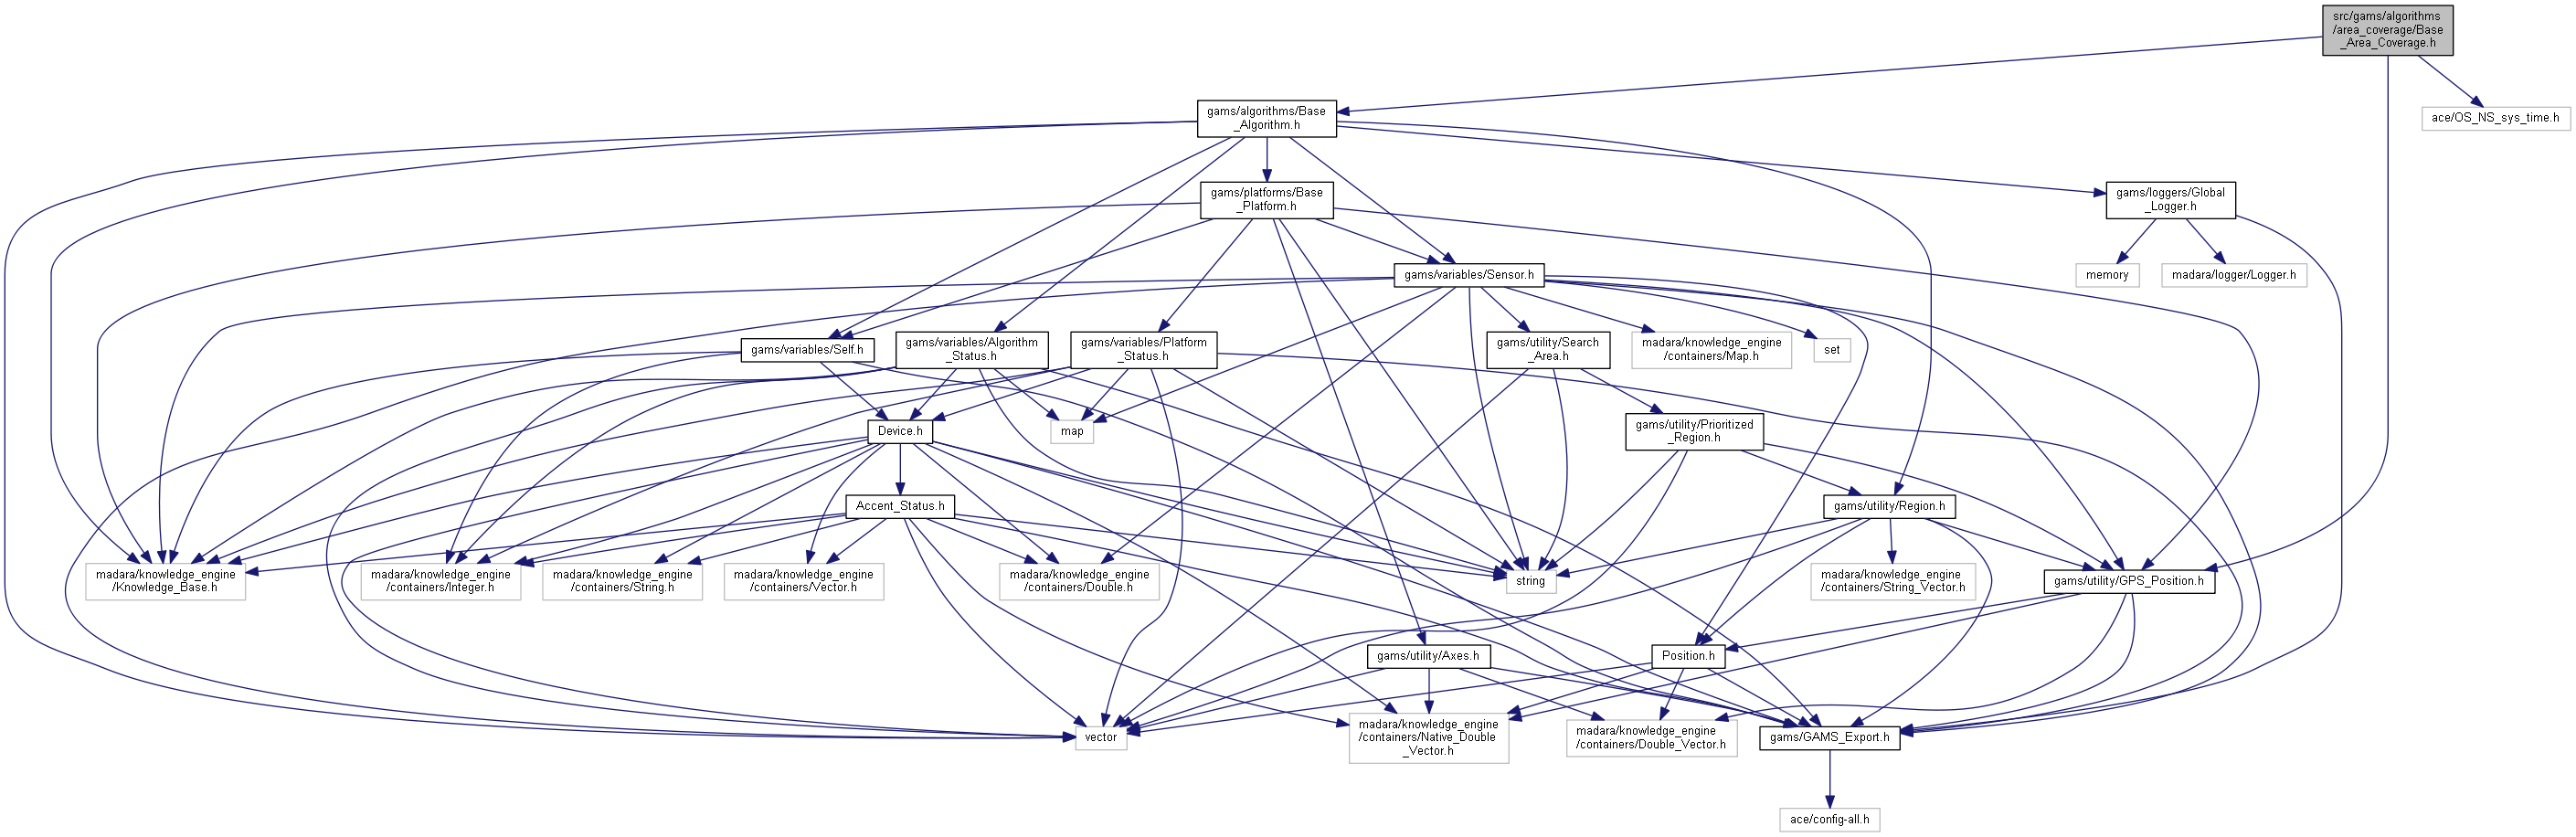 src/gams/algorithms
/area_coverage/Base
_Area_Coverage.h
gams/algorithms/Base
_Algorithm.h
ace/OS_NS_sys_time.h
gams/platforms/Base
_Platform.h
gams/loggers/Global
_Logger.h
gams/variables/Sensor.h
memory
madara/logger/Logger.h
gams/variables/Self.h
gams/variables/Algorithm
_Status.h
gams/variables/Platform
_Status.h
gams/utility/Search
_Area.h
madara/knowledge_engine
/containers/Map.h
set
Device.h
map
gams/utility/Prioritized
_Region.h
Accent_Status.h
gams/utility/Region.h
madara/knowledge_engine
/Knowledge_Base.h
madara/knowledge_engine
/containers/Integer.h
madara/knowledge_engine
/containers/String.h
madara/knowledge_engine
/containers/Vector.h
madara/knowledge_engine
/containers/Double.h
string
madara/knowledge_engine
/containers/String_Vector.h
gams/utility/GPS_Position.h
gams/utility/Axes.h
Position.h
vector
madara/knowledge_engine
/containers/Native_Double
_Vector.h
madara/knowledge_engine
/containers/Double_Vector.h
gams/GAMS_Export.h
ace/config-all.h